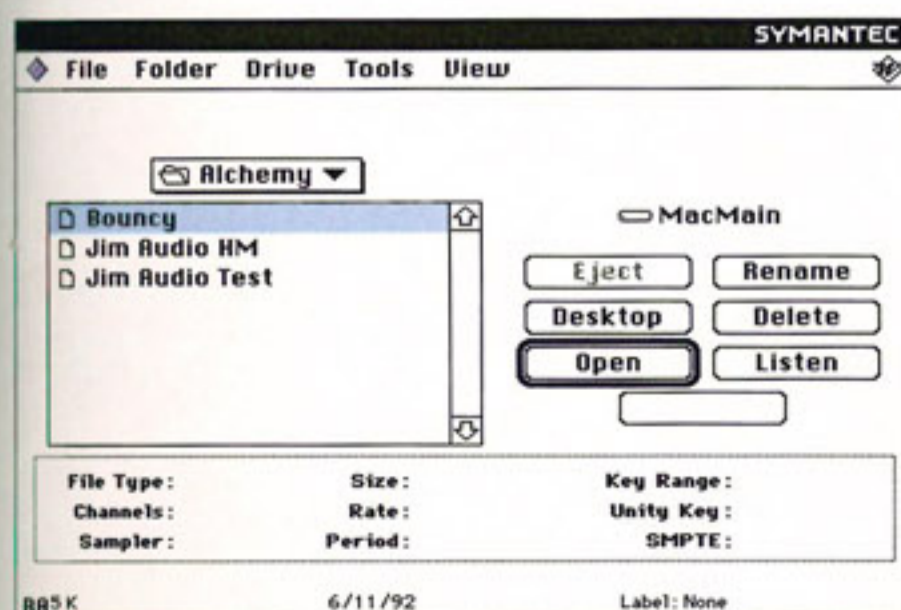 SYMANTEC
File Folder Drive Tools View
Alchemy
Bouncy
Jim Audio HM
Jim Audio Test
MacMain
Eject Rename
Desktop Delete
Open Listen
File Type: Size: Key Range:
Channels: Rate: Unity Key:
Sampler: Period: SMPTE:
5 K 6/11/92 Label: None